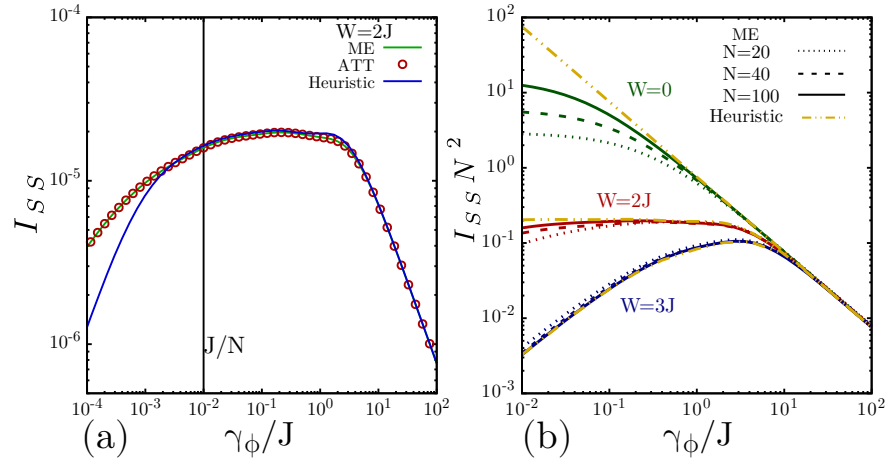 10^-4
10^-5
10^-6
I_SS
W=2J
ME
ATT
Heuristic
J/N
10^-4 10^-3 10^-2 10^-1 10^0 10^1 10^2
(a) γ_ϕ/J
10^2
10^1
10^0
10^-1
10^-2
10^-3
I_SS N^2
ME
N=20
N=40
N=100
Heuristic
W=0
W=2J
W=3J
10^-2 10^-1 10^0 10^1 10^2
(b) γ_ϕ/J